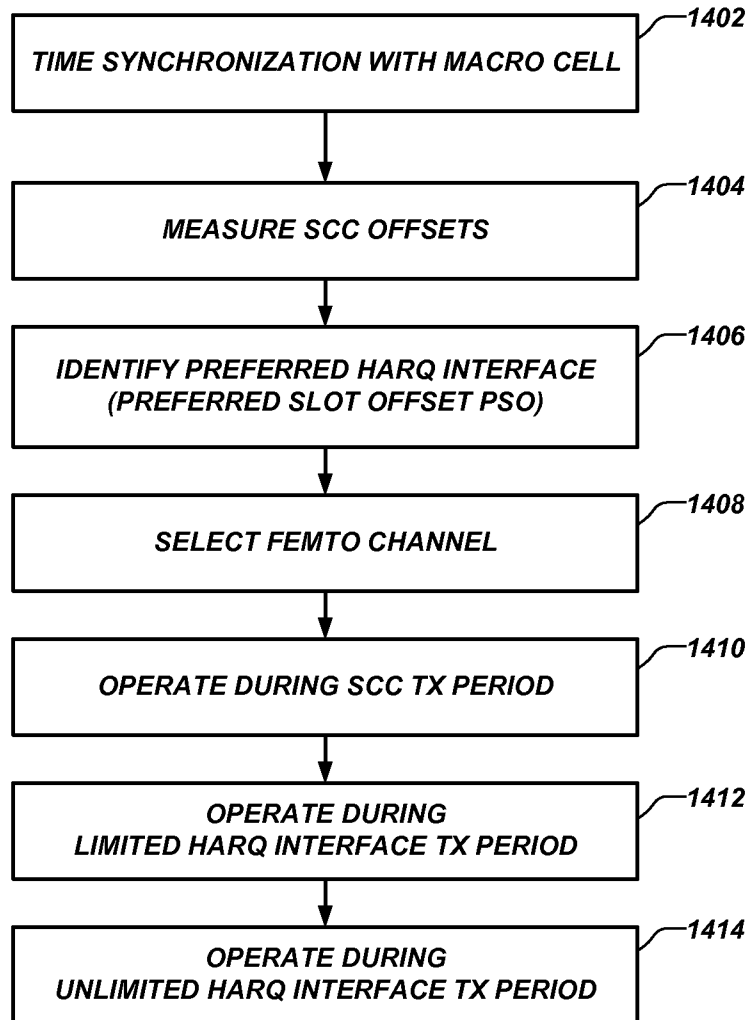 1402
TIME SYNCHRONIZATION WITH MACRO CELL
1404
MEASURE SCC OFFSETS
1406
IDENTIFY PREFERRED HARQ INTERFACE
(PREFERRED SLOT OFFSET PSO)
1408
SELECT FEMTO CHANNEL
1410
OPERATE DURING SCC TX PERIOD
1412
OPERATE DURING
LIMITED HARQ INTERFACE TX PERIOD
1414
OPERATE DURING
UNLIMITED HARQ INTERFACE TX PERIOD